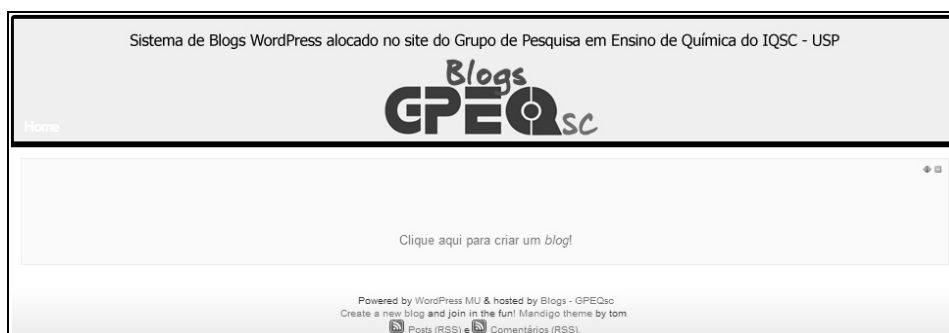 Sistema de Blogs WordPress alocado no site do Grupo de Pesquisa em Ensino de Química do IQSC - USP
Blogs
GPEQsc
Home
Clique aqui para criar um blog!
Powered by WordPress MU & hosted by Blogs - GPEQsc
Create a new blog and join in the fun! Mandigo theme by tom
Posts (RSS) e Comentários (RSS).